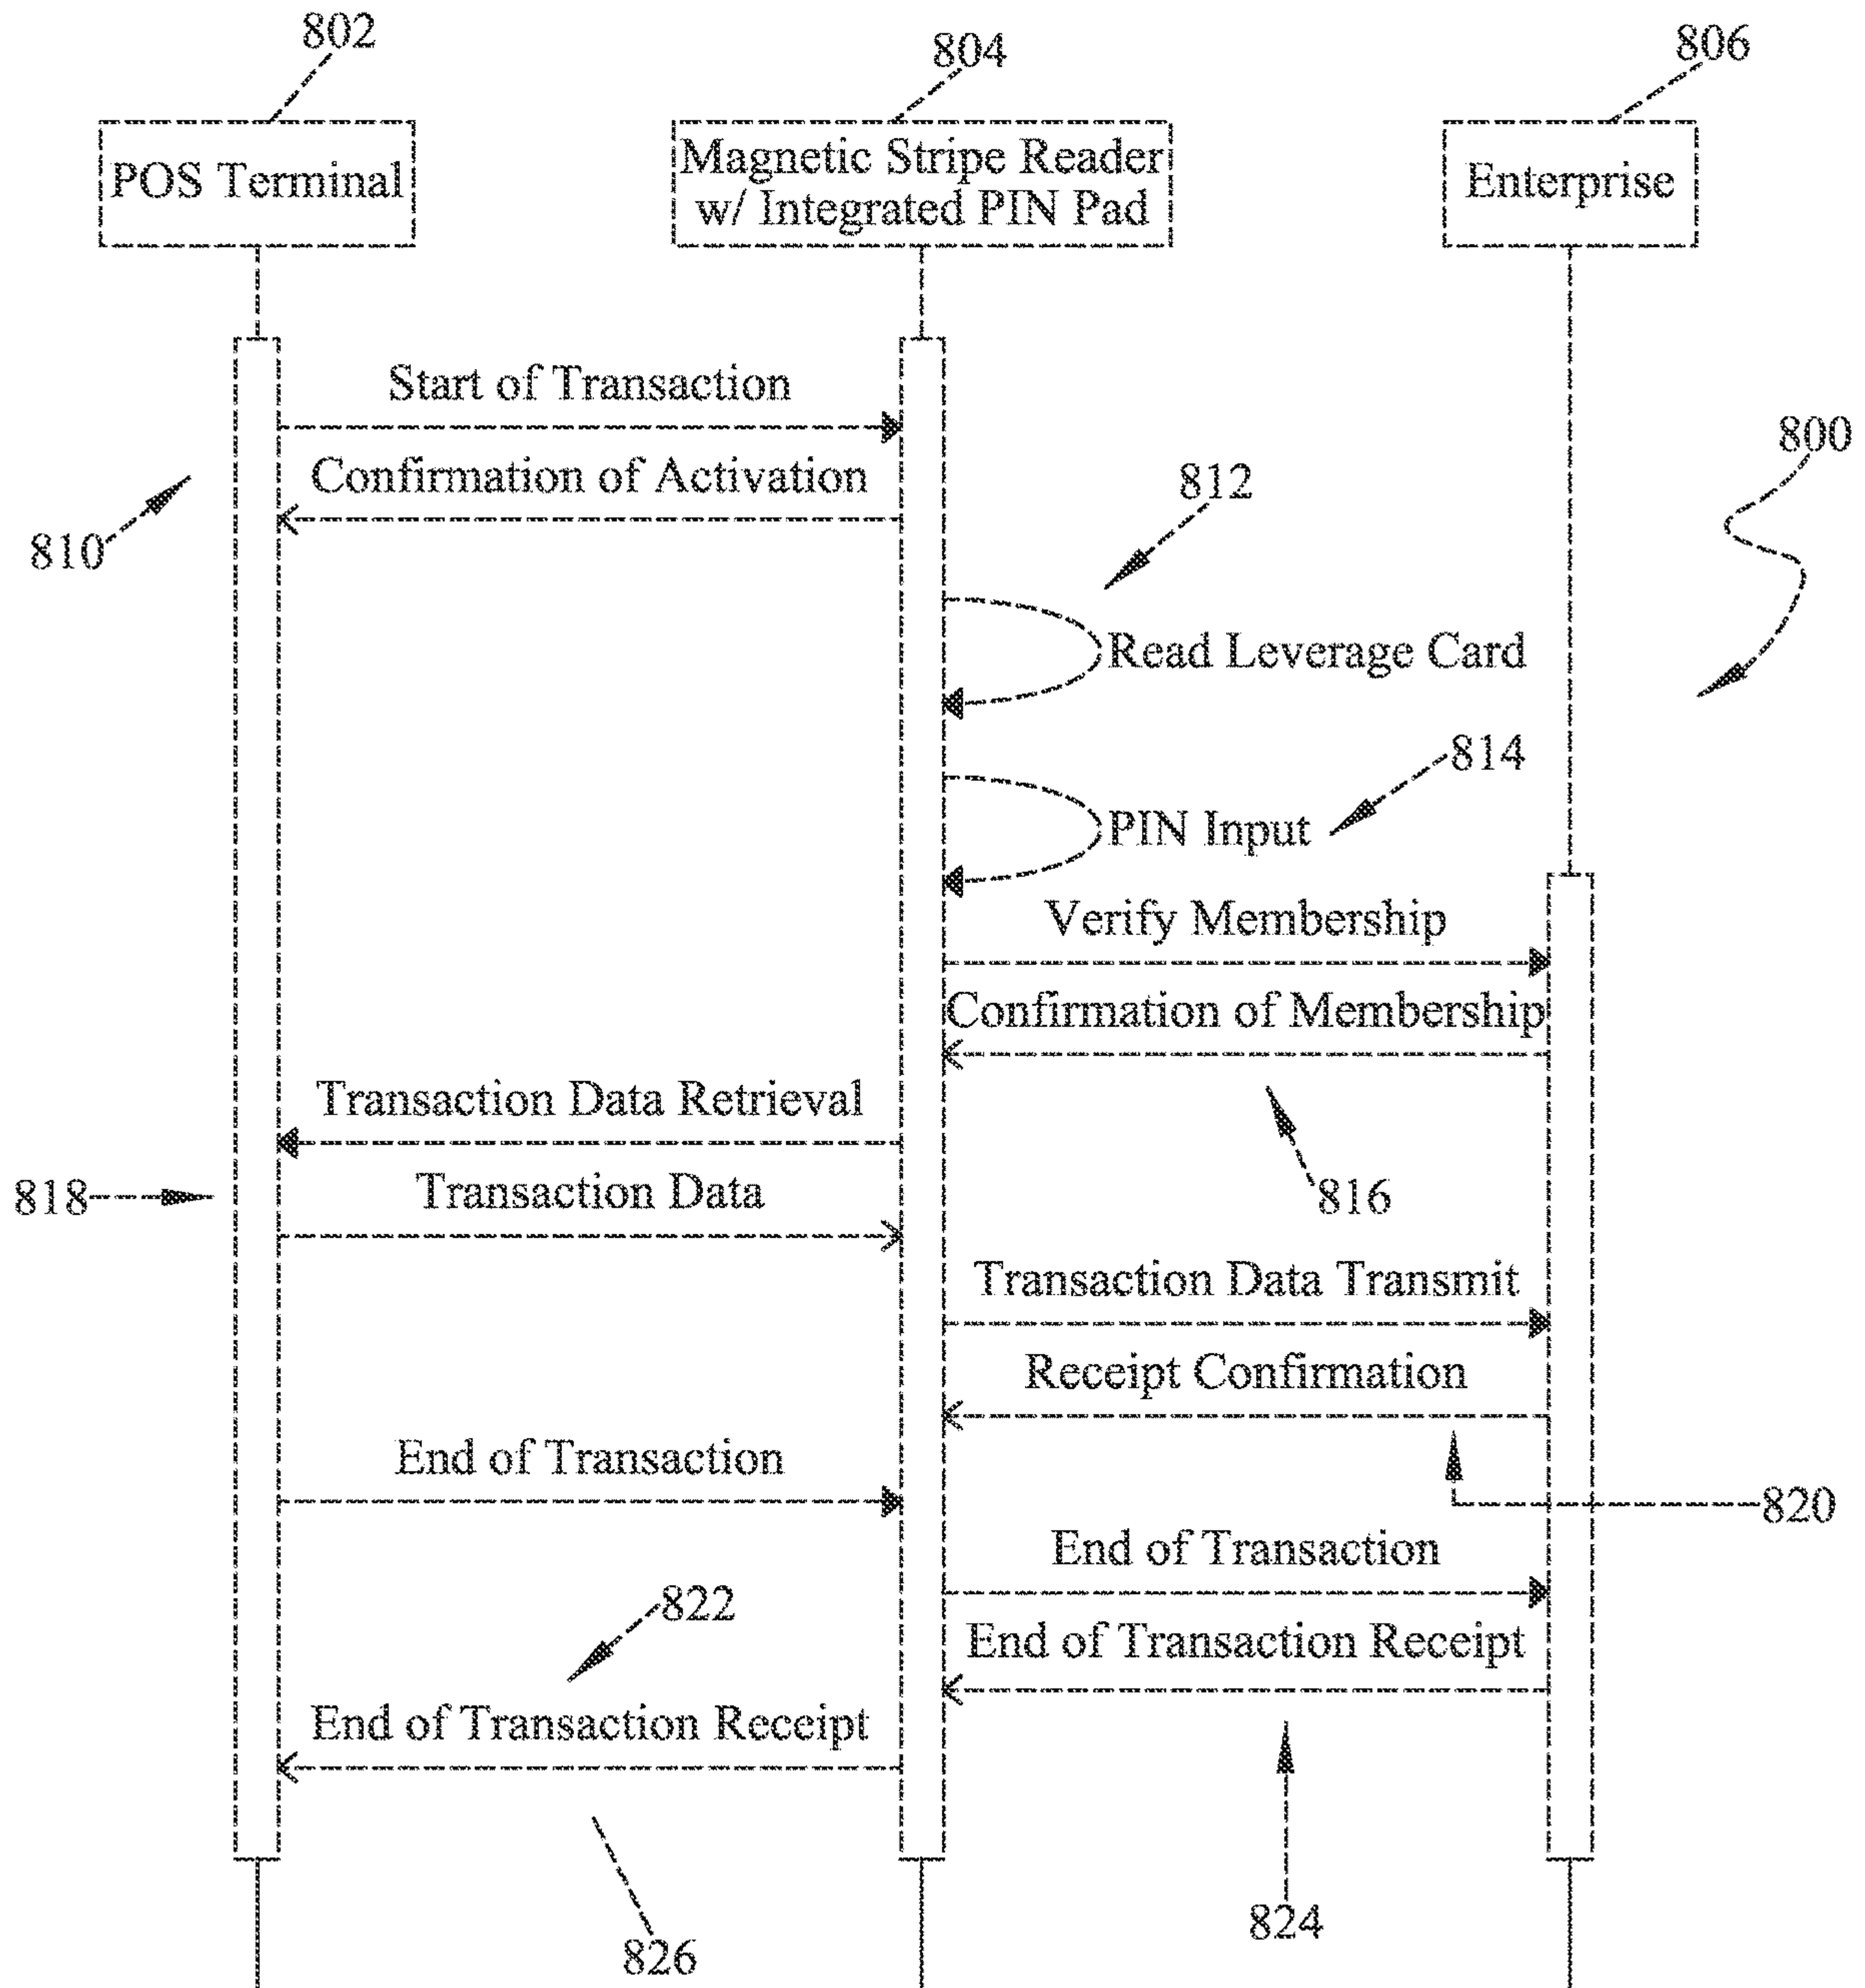 802
804
806
POS Terminal
Magnetic Stripe Reader
w/ Integrated PIN Pad
Enterprise
Start of Transaction
800
Confirmation of Activation
812
810
Read Leverage Card
814
PIN Input
Verify Membership
Confirmation of Membership
Transaction Data Retrieval
818
Transaction Data
816
Transaction Data Transmit
Receipt Confirmation
End of Transaction
820
End of Transaction
822
End of Transaction Receipt
End of Transaction Receipt
824
826